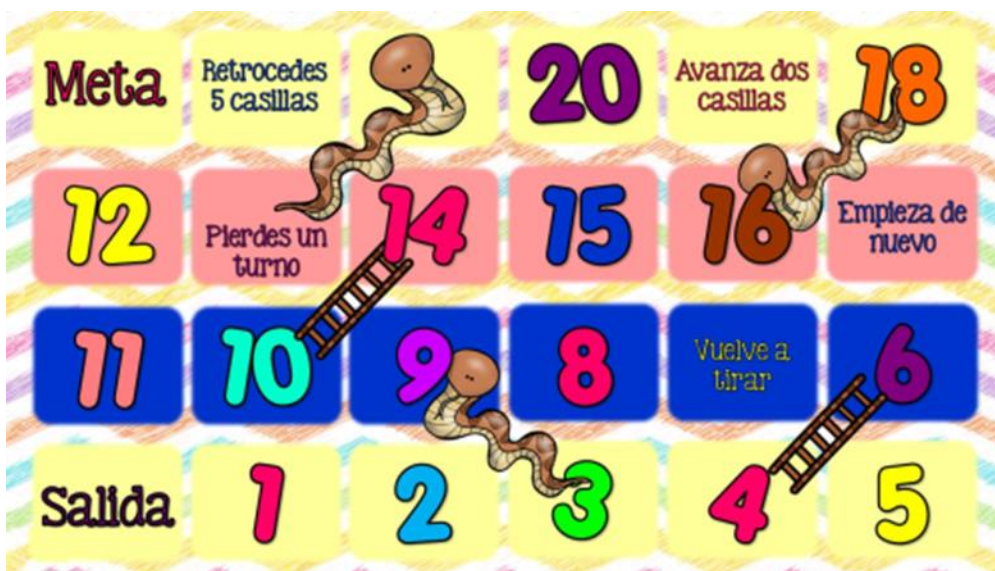 Meta
Retrocedes
5 casillas
20
Avanza dos
casillas
18
12
Pierdes un
turno
14
15
16
Empieza de
nuevo
11
10
9
8
Vuelve a
tirar
6
Salida
1
2
3
4
5